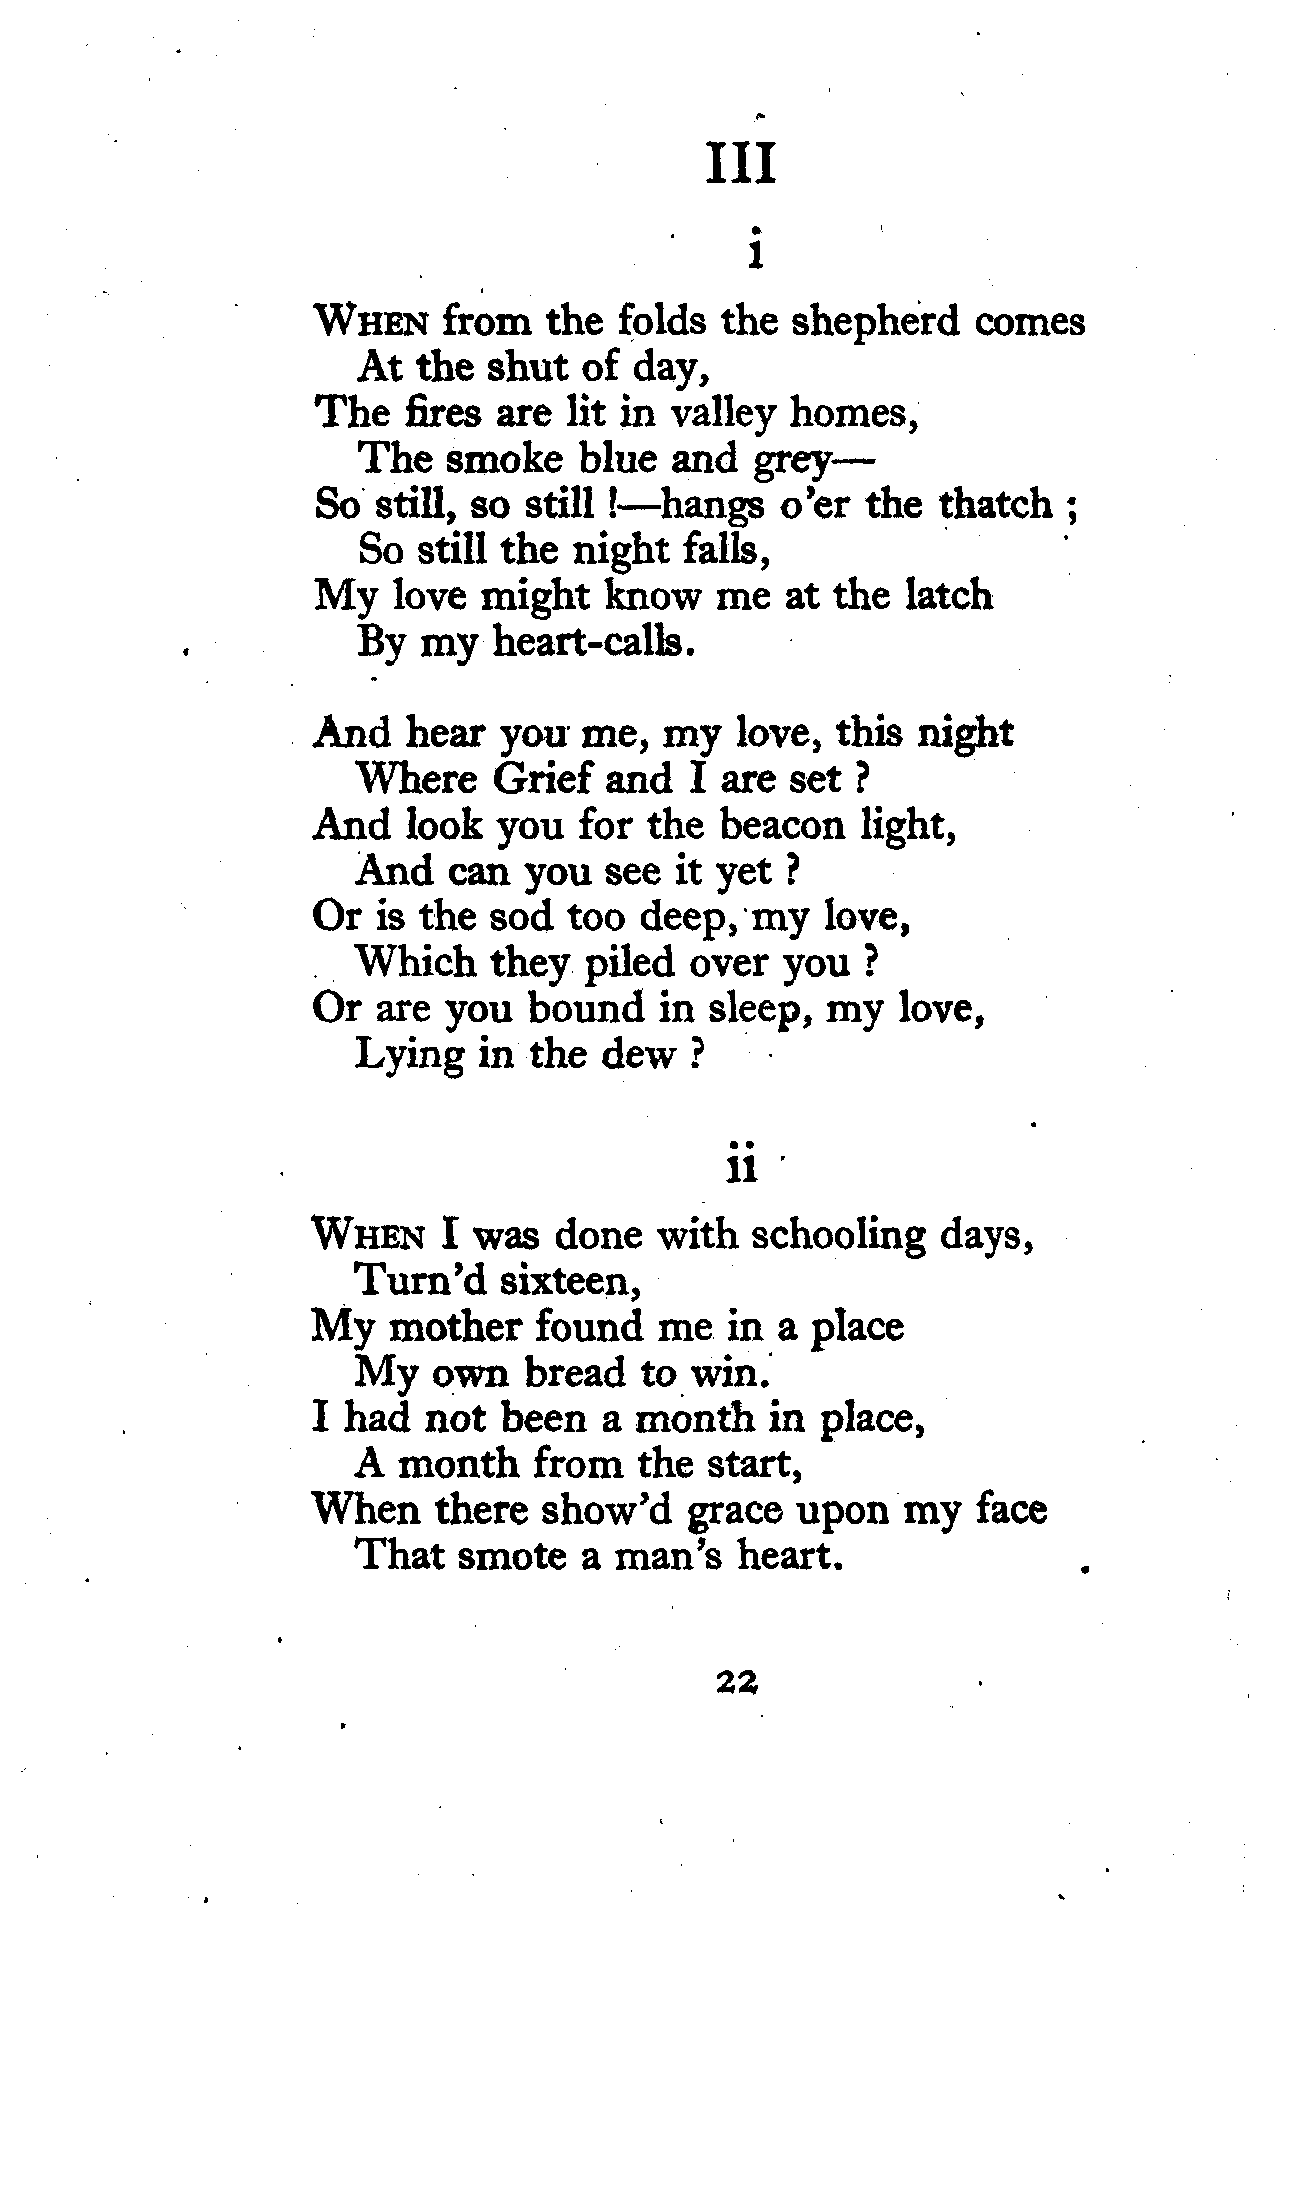 III
i
WHEN from the folds the shepherd comes
At the shut of day,
The fires are lit in valley homes,
The smoke blue and grey—
So still, so still !—hangs o'er the thatch ;
So still the night falls,
My love might know me at the latch
By my heart-calls.
And hear you me, my love, this night
Where Grief and I are set ?
And look you for the beacon light,
And can you see it yet ?
Or is the sod too deep, my love,
Which they piled over you ?
Or are you bound in sleep, my love,
Lying in the dew ?
ii
WHEN I was done with schooling days,
Turn'd sixteen,
My mother found me in a place
My own bread to win.
I had not been a month in place,
A month from the start,
When there show'd grace upon my face
That smote a man's heart.
22